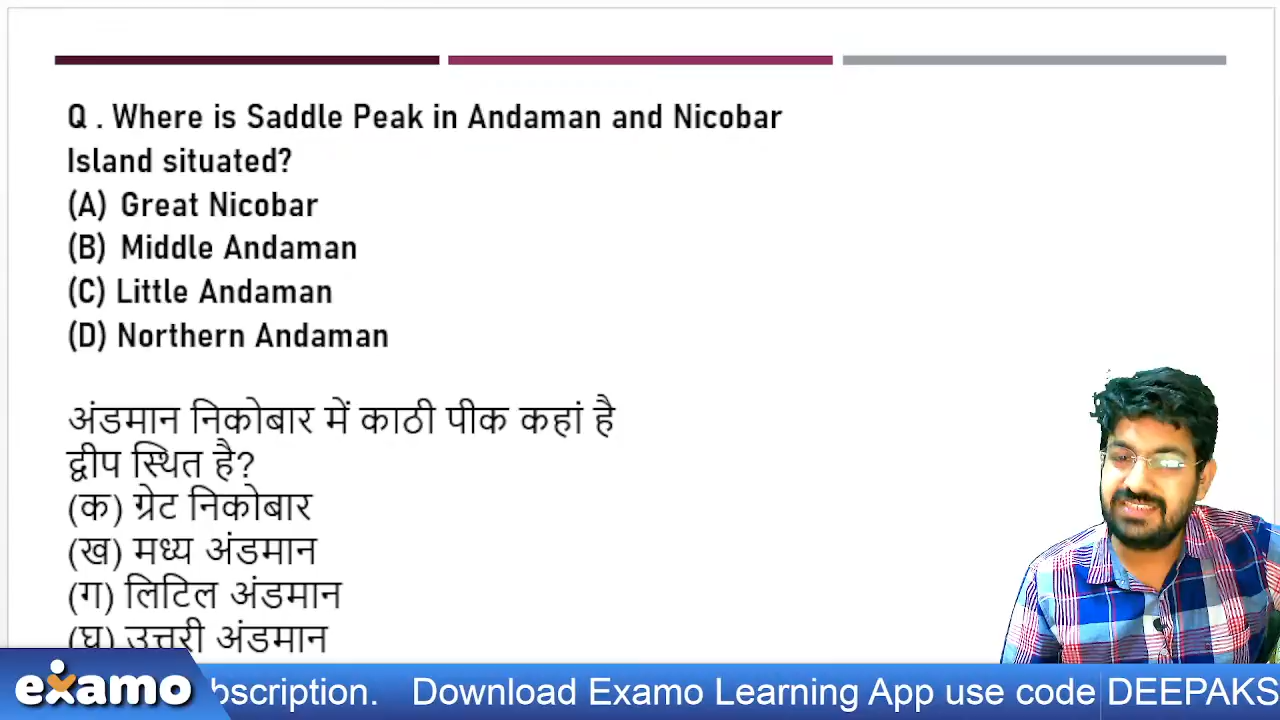 Q . Where is Saddle Peak in Andaman and Nicobar
Island situated?
(A) Great Nicobar
(B) Middle Andaman
(C) Little Andaman
(D) Northern Andaman
अंडमान निकोबार में काठी पीक कहां है
द्वीप स्थित है?
(क) ग्रेट निकोबार
(ख) मध्य अंडमान
(ग) लिटिल अंडमान
(घ) उत्तरी अंडमान
examo bscription. Download Examo Learning App use code DEEPAKS